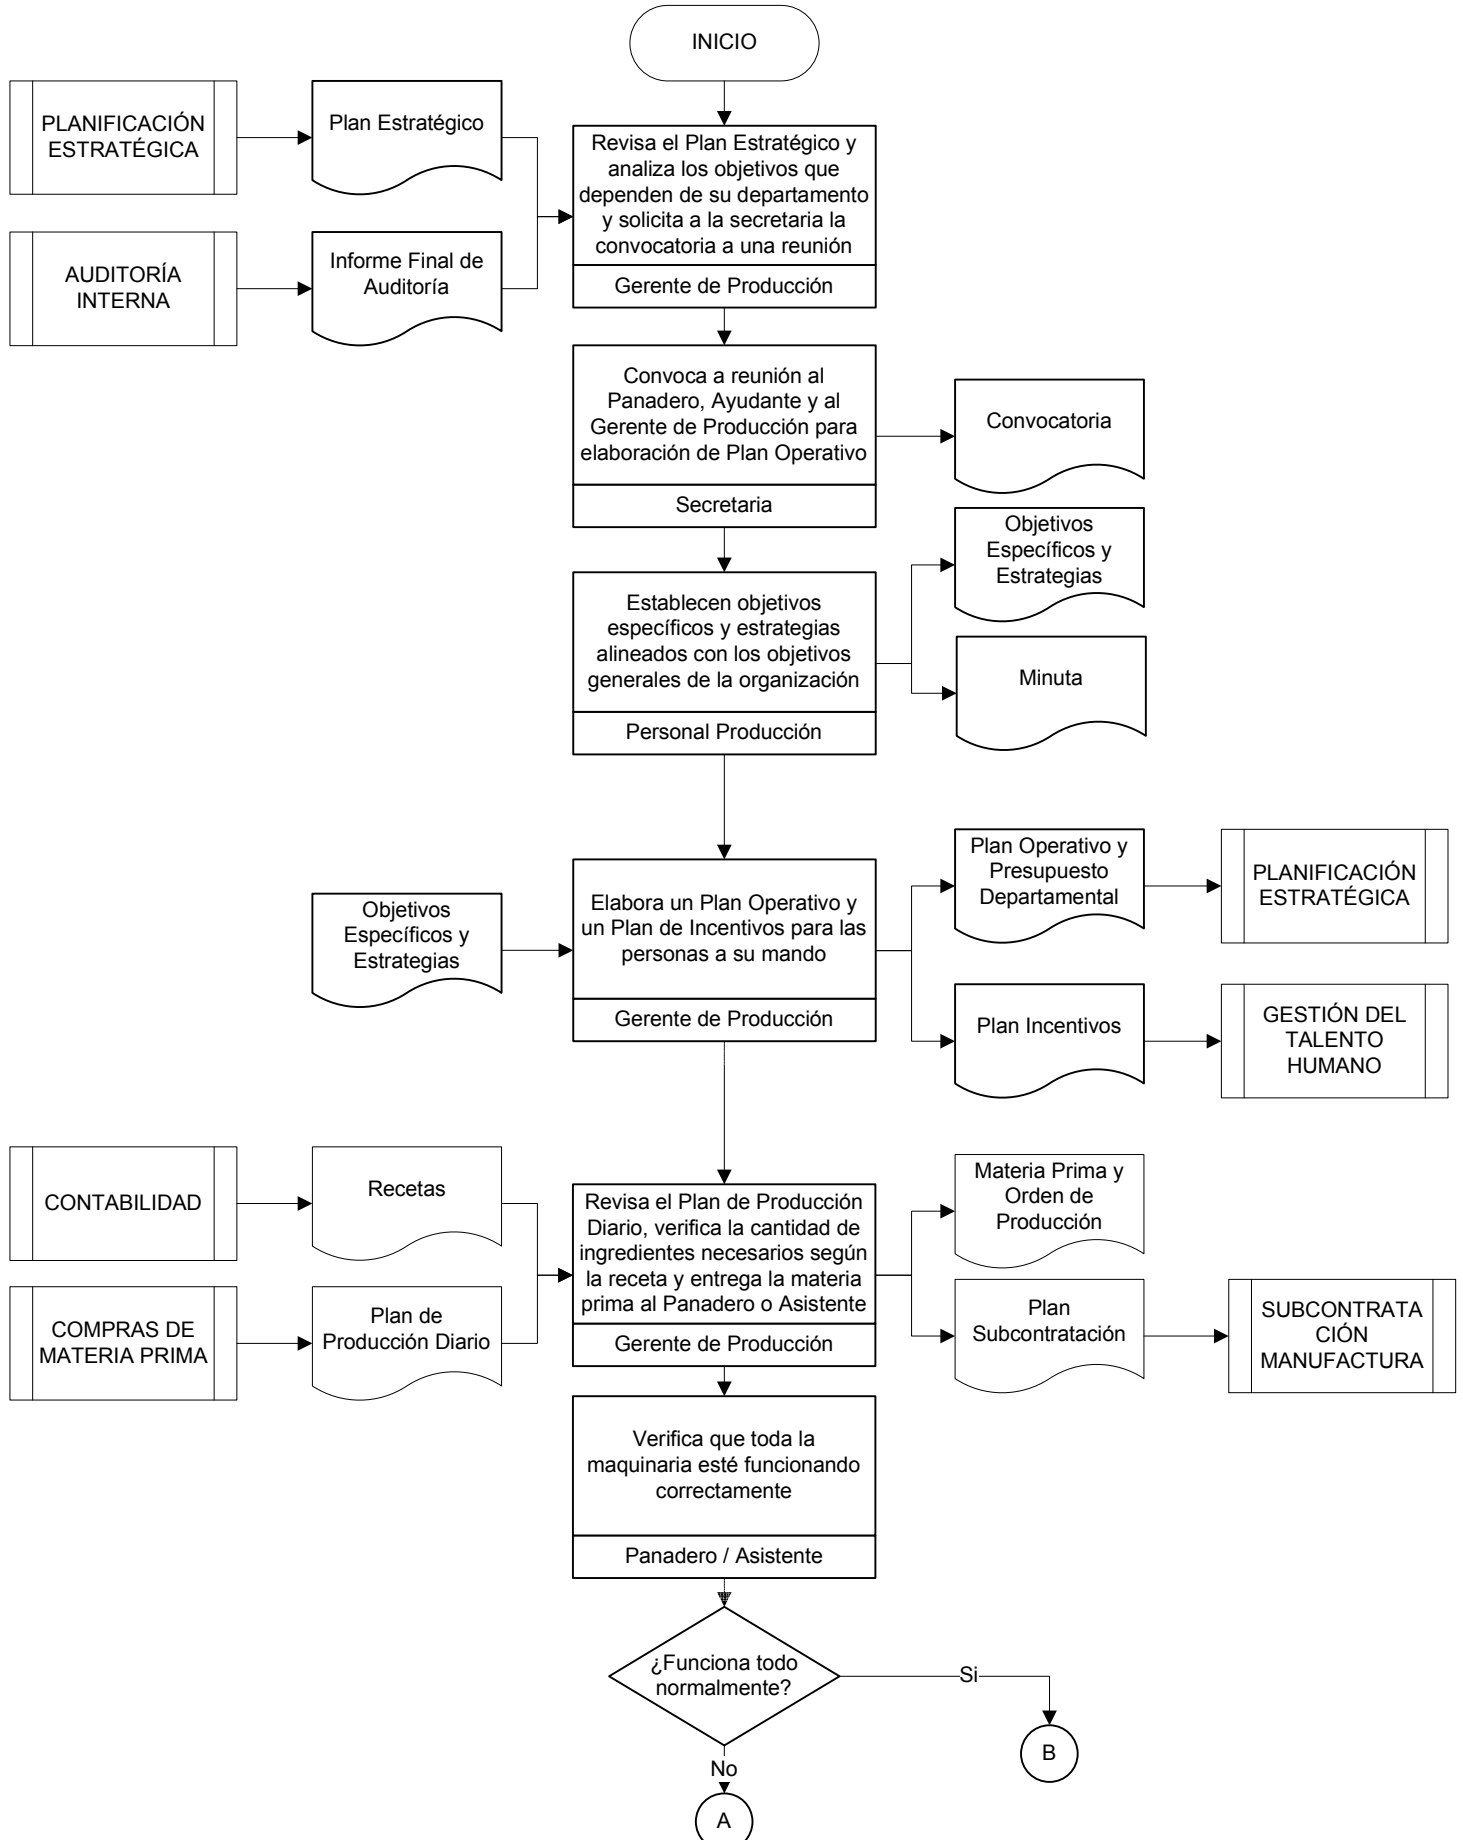 INICIO
PLANIFICACIÓN
ESTRATÉGICA
Plan Estratégico
Revisa el Plan Estratégico y
analiza los objetivos que
dependen de su departamento
y solicita a la secretaria la
convocatoria a una reunión
Gerente de Producción
AUDITORÍA
INTERNA
Informe Final de
Auditoría
Convoca a reunión al
Panadero, Ayudante y al
Gerente de Producción para
elaboración de Plan Operativo
Secretaria
Convocatoria
Establecen objetivos
específicos y estrategias
alineados con los objetivos
generales de la organización
Personal Producción
Objetivos
Específicos y
Estrategias
Minuta
Objetivos
Específicos y
Estrategias
Elabora un Plan Operativo y
un Plan de Incentivos para las
personas a su mando
Gerente de Producción
Plan Operativo y
Presupuesto
Departamental
PLANIFICACIÓN
ESTRATÉGICA
Plan Incentivos
GESTIÓN DEL
TALENTO
HUMANO
CONTABILIDAD
Recetas
COMPRAS DE
MATERIA PRIMA
Plan de
Producción Diario
Revisa el Plan de Producción
Diario, verifica la cantidad de
ingredientes necesarios según
la receta y entrega la materia
prima al Panadero o Asistente
Gerente de Producción
Materia Prima y
Orden de
Producción
Plan
Subcontratación
SUBCONTRATA
CIÓN
MANUFACTURA
Verifica que toda la
maquinaria esté funcionando
correctamente
Panadero / Asistente
¿Funciona todo
normalmente?
Si
B
No
A